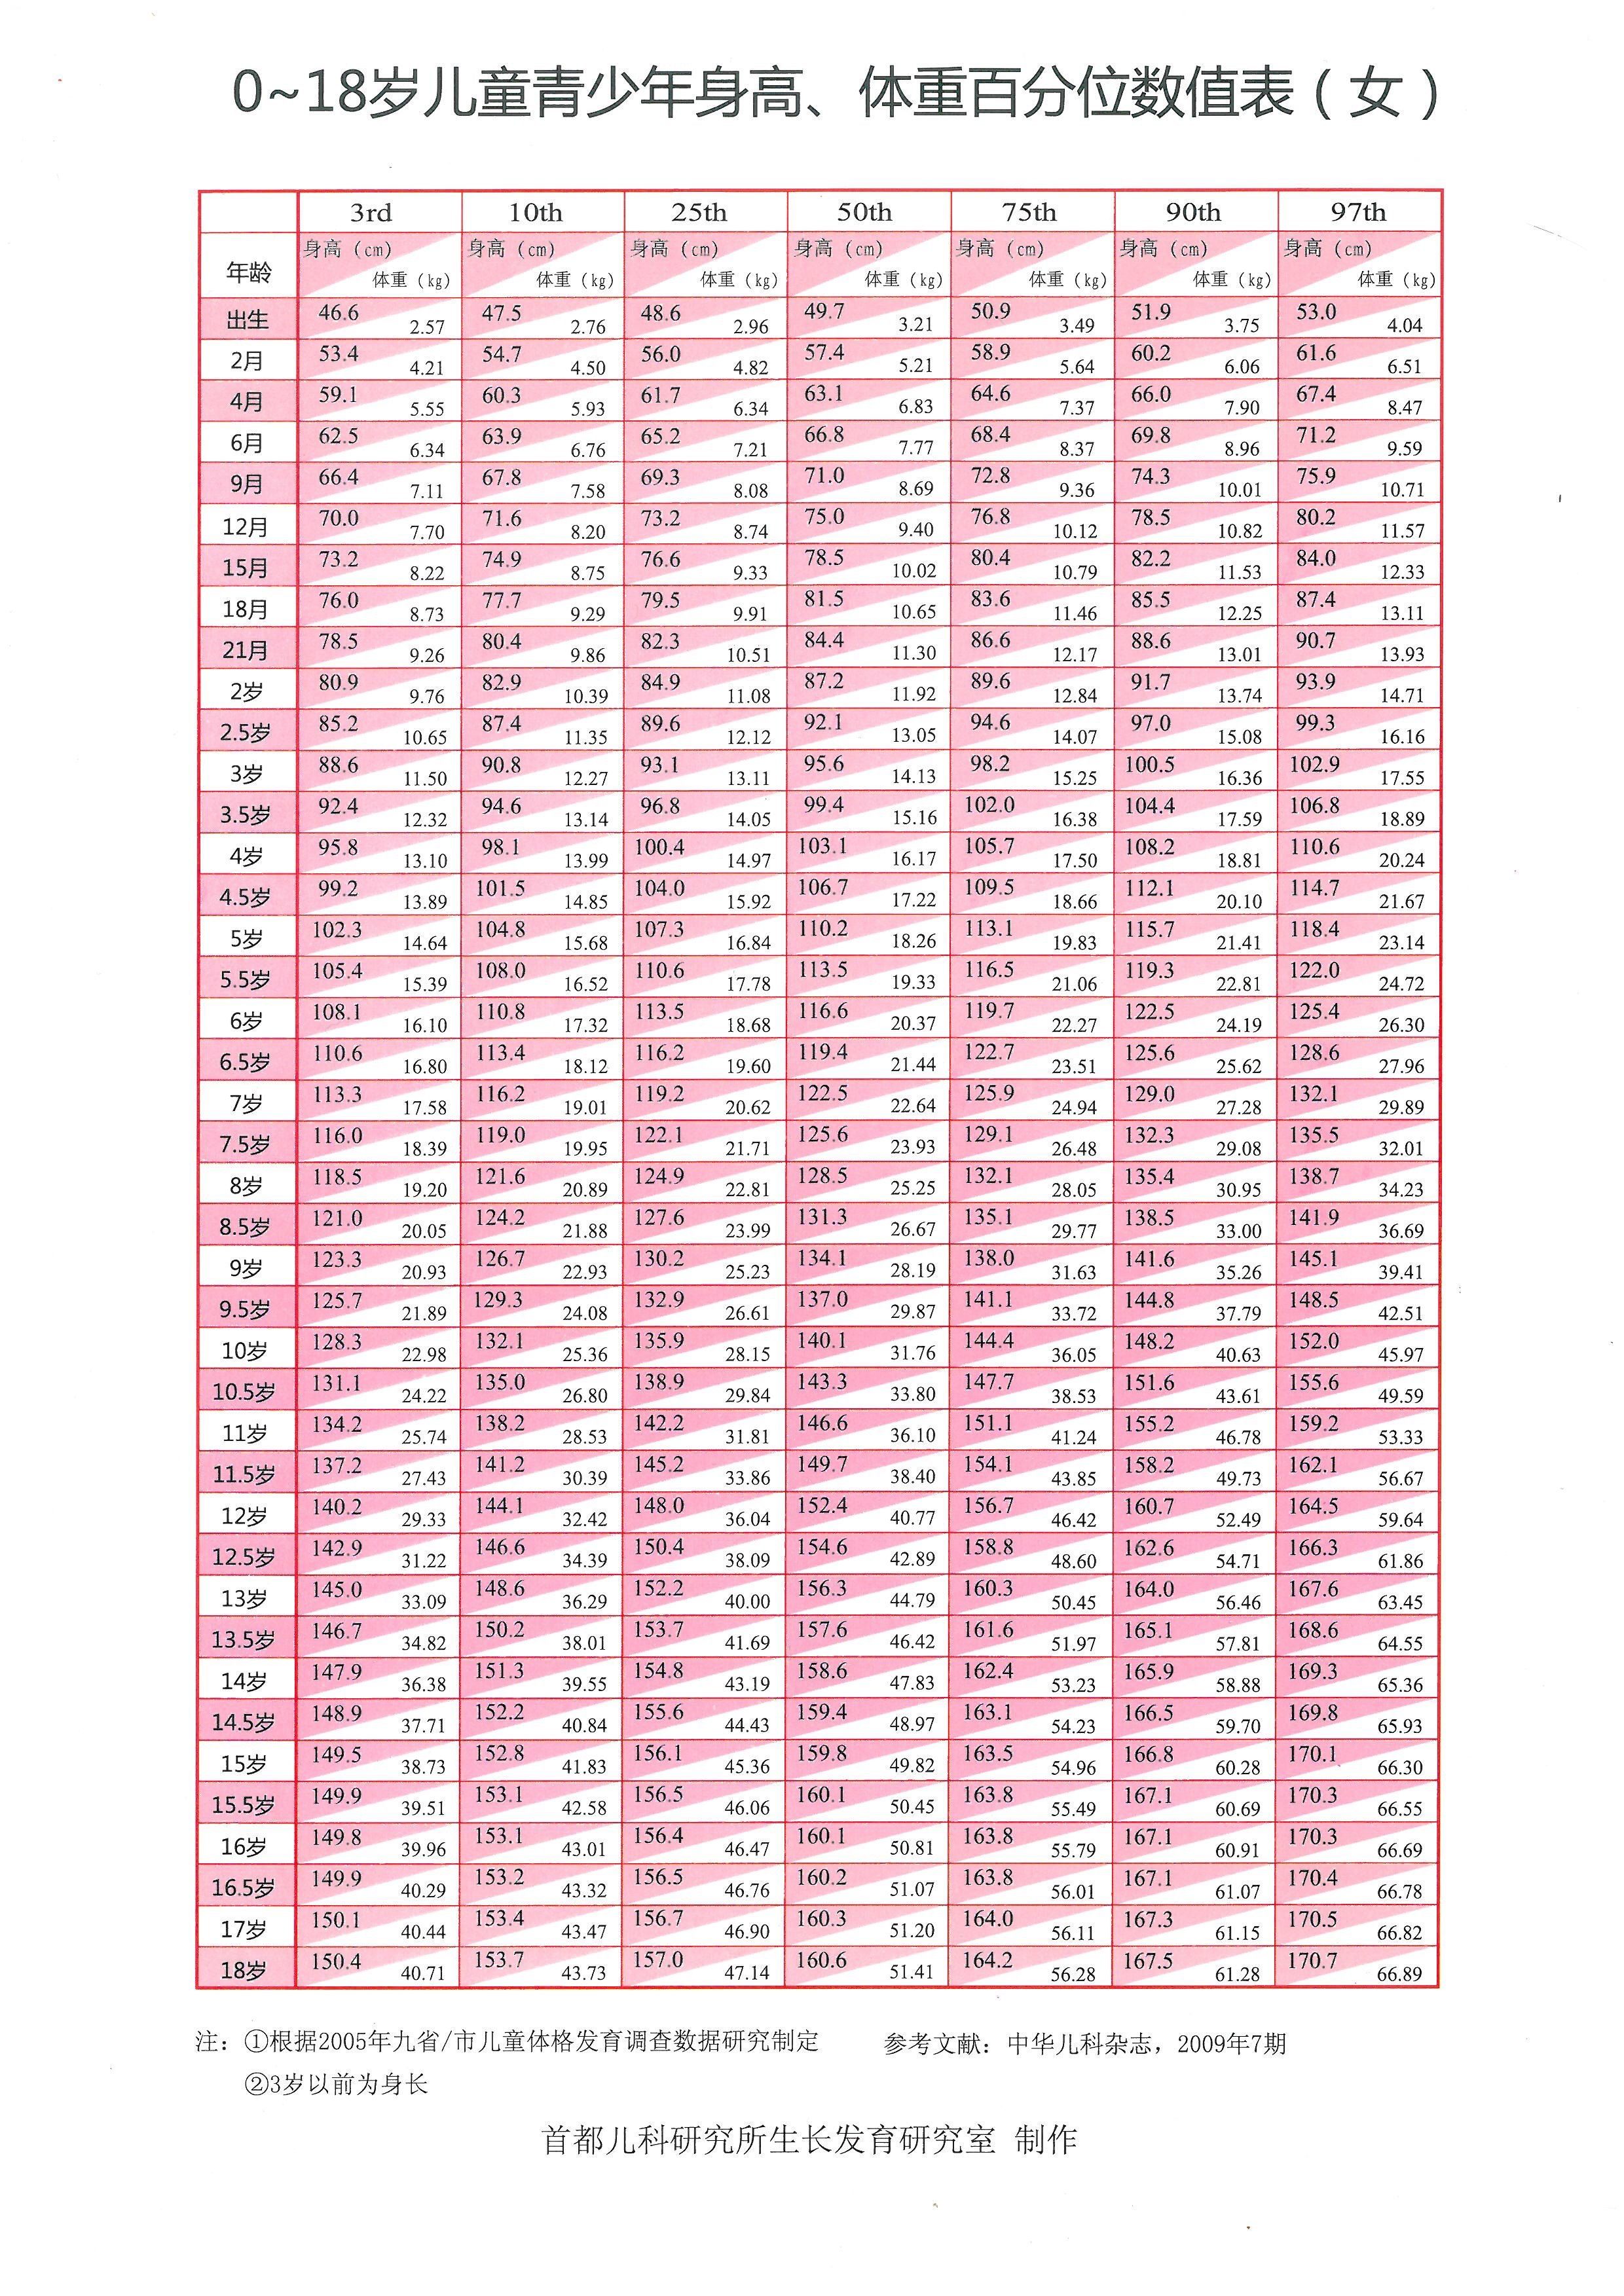 0~18岁儿童青少年身高、体重百分位数值表（女）
3rd 10th 25th 50th 75th 90th 97th
年龄 身高（cm） 体重（kg） 身高（cm） 体重（kg） 身高（cm） 体重（kg） 身高（cm） 体重（kg） 身高（cm） 体重（kg） 身高（cm） 体重（kg） 身高（cm） 体重（kg）
出生 46.6 2.57 47.5 2.76 48.6 2.96 49.7 3.21 50.9 3.49 51.9 3.75 53.0 4.04
2月 53.4 4.21 54.7 4.50 56.0 4.82 57.4 5.21 58.9 5.64 60.2 6.06 61.6 6.51
4月 59.1 5.55 60.3 5.93 61.7 6.34 63.1 6.83 64.6 7.37 66.0 7.90 67.4 8.47
6月 62.5 6.34 63.9 6.76 65.2 7.21 66.8 7.77 68.4 8.37 69.8 8.96 71.2 9.59
9月 66.4 7.11 67.8 7.58 69.3 8.08 71.0 8.69 72.8 9.36 74.3 10.01 75.9 10.71
12月 70.0 7.70 71.6 8.20 73.2 8.74 75.0 9.40 76.8 10.12 78.5 10.82 80.2 11.57
15月 73.2 8.22 74.9 8.75 76.6 9.33 78.5 10.02 80.4 10.79 82.2 11.53 84.0 12.33
18月 76.0 8.73 77.7 9.29 79.5 9.91 81.5 10.65 83.6 11.46 85.5 12.25 87.4 13.11
21月 78.5 9.26 80.4 9.86 82.3 10.51 84.4 11.30 86.6 12.17 88.6 13.01 90.7 13.93
2岁 80.9 9.76 82.9 10.39 84.9 11.08 87.2 11.92 89.6 12.84 91.7 13.74 93.9 14.71
2.5岁 85.2 10.65 87.4 11.35 89.6 12.12 92.1 13.05 94.6 14.07 97.0 15.08 99.3 16.16
3岁 88.6 11.50 90.8 12.27 93.1 13.11 95.6 14.13 98.2 15.25 100.5 16.36 102.9 17.55
3.5岁 92.4 12.32 94.6 13.14 96.8 14.05 99.4 15.16 102.0 16.38 104.4 17.59 106.8 18.89
4岁 95.8 13.10 98.1 13.99 100.4 14.97 103.1 16.17 105.7 17.50 108.2 18.81 110.6 20.24
4.5岁 99.2 13.89 101.5 14.85 104.0 15.92 106.7 17.22 109.5 18.66 112.1 20.10 114.7 21.67
5岁 102.3 14.64 104.8 15.68 107.3 16.84 110.2 18.26 113.1 19.83 115.7 21.41 118.4 23.14
5.5岁 105.4 15.39 108.0 16.52 110.6 17.78 113.5 19.33 116.5 21.06 119.3 22.81 122.0 24.72
6岁 108.1 16.10 110.8 17.32 113.5 18.68 116.6 20.37 119.7 22.27 122.5 24.19 125.4 26.30
6.5岁 110.6 16.80 113.4 18.12 116.2 19.60 119.4 21.44 122.7 23.51 125.6 25.62 128.6 27.96
7岁 113.3 17.58 116.2 19.01 119.2 20.62 122.5 22.64 125.9 24.94 129.0 27.28 132.1 29.89
7.5岁 116.0 18.39 119.0 19.95 122.1 21.71 125.6 23.93 129.1 26.48 132.3 29.08 135.5 32.01
8岁 118.5 19.20 121.6 20.89 124.9 22.81 128.5 25.25 132.1 28.05 135.4 30.95 138.7 34.23
8.5岁 121.0 20.05 124.2 21.88 127.6 23.99 131.3 26.67 135.1 29.77 138.5 33.00 141.9 36.69
9岁 123.3 20.93 126.7 22.93 130.2 25.23 134.1 28.19 138.0 31.63 141.6 35.26 145.1 39.41
9.5岁 125.7 21.89 129.3 24.08 132.9 26.61 137.0 29.87 141.1 33.72 144.8 37.79 148.5 42.51
10岁 128.3 22.98 132.1 25.36 135.9 28.15 140.1 31.76 144.4 36.05 148.2 40.63 152.0 45.97
10.5岁 131.1 24.22 135.0 26.80 138.9 29.84 143.3 33.80 147.7 38.53 151.6 43.61 155.6 49.59
11岁 134.2 25.74 138.2 28.53 142.2 31.81 146.6 36.10 151.1 41.24 155.2 46.78 159.2 53.33
11.5岁 137.2 27.43 141.2 30.39 145.2 33.86 149.7 38.40 154.1 43.85 158.2 49.73 162.1 56.67
12岁 140.2 29.33 144.1 32.42 148.0 36.04 152.4 40.77 156.7 46.42 160.7 52.49 164.5 59.64
12.5岁 142.9 31.22 146.6 34.39 150.4 38.09 154.6 42.89 158.8 48.60 162.6 54.71 166.3 61.86
13岁 145.0 33.09 148.6 36.29 152.2 40.00 156.3 44.79 160.3 50.45 164.0 56.46 167.6 63.45
13.5岁 146.7 34.82 150.2 38.01 153.7 41.69 157.6 46.42 161.6 51.97 165.1 57.81 168.6 64.55
14岁 147.9 36.38 151.3 39.55 154.8 43.19 158.6 47.83 162.4 53.23 165.9 58.88 169.3 65.36
14.5岁 148.9 37.71 152.2 40.84 155.6 44.43 159.4 48.97 163.1 54.23 166.5 59.70 169.8 65.93
15岁 149.5 38.73 152.8 41.83 156.1 45.36 159.8 49.82 163.5 54.96 166.8 60.28 170.1 66.30
15.5岁 149.9 39.51 153.1 42.58 156.5 46.06 160.1 50.45 163.8 55.49 167.1 60.69 170.3 66.55
16岁 149.8 39.96 153.1 43.01 156.4 46.47 160.1 50.81 163.8 55.79 167.1 60.91 170.3 66.69
16.5岁 149.9 40.29 153.2 43.32 156.5 46.76 160.2 51.07 163.8 56.01 167.1 61.07 170.4 66.78
17岁 150.1 40.44 153.4 43.47 156.7 46.90 160.3 51.20 164.0 56.11 167.3 61.15 170.5 66.82
18岁 150.4 40.71 153.7 43.73 157.0 47.14 160.6 51.41 164.2 56.28 167.5 61.28 170.7 66.89
注：①根据2005年九省/市儿童体格发育调查数据研究制定 参考文献：中华儿科杂志，2009年7期
②3岁以前为身长
首都儿科研究所生长发育研究室 制作